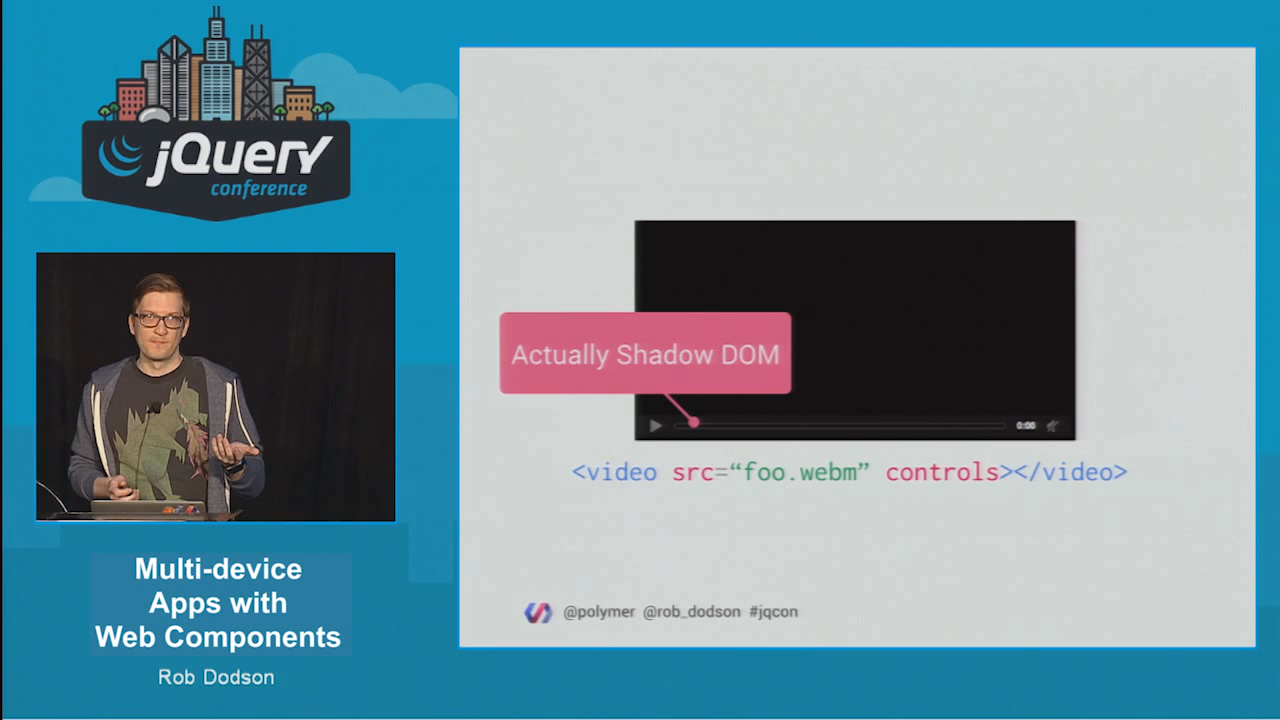 jQuery
conference
Multi-device
Apps with
Web Components
Rob Dodson
Actually Shadow DOM
0:00
<video src=“foo.webm” controls></video>
@polymer @rob_dodson #jqcon